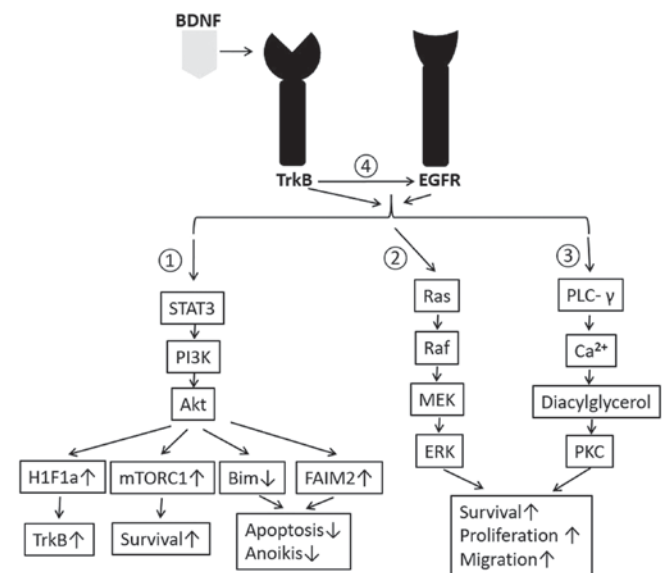 BDNF
④
TrkB
EGFR
①
②
③
STAT3
Ras
PLC- γ
PI3K
Raf
Ca²⁺
Akt
MEK
Diacylglycerol
ERK
PKC
H1F1a↑
mTORC1↑
Bim↓
FAIM2↑
TrkB↑
Survival↑
Apoptosis↓
Anoikis↓
Survival↑
Proliferation ↑
Migration↑